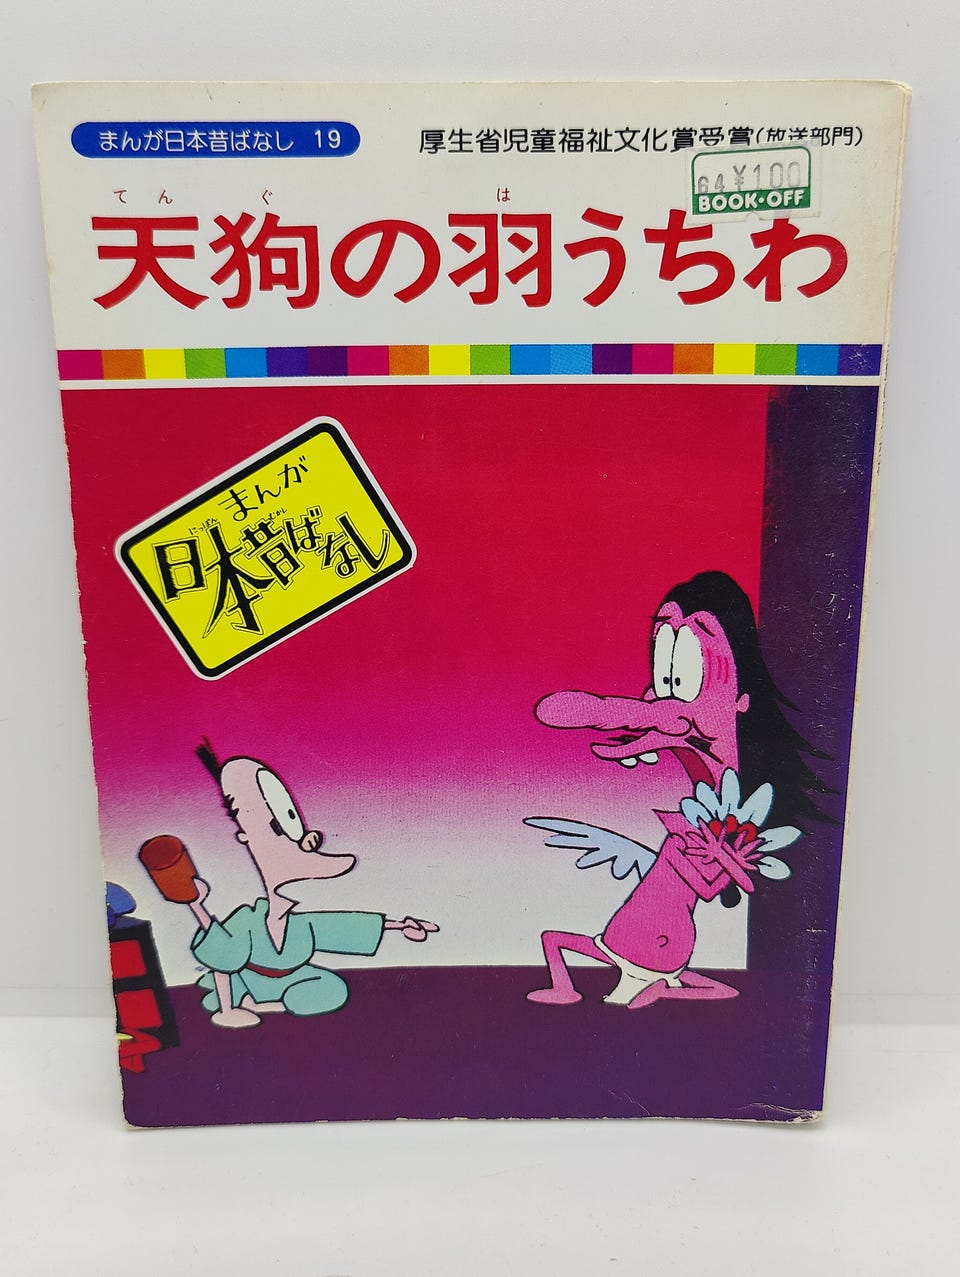 まんが日本昔ばなし 19
厚生省児童福祉文化賞受賞(放送部門)
64 ¥100
BOOK・OFF
てんぐ は
天狗の羽うちわ
まんが
にっぽん むかし
日本昔ばなし